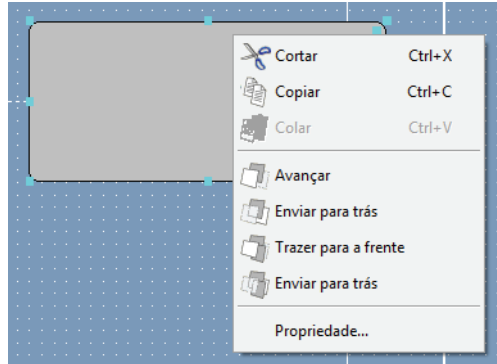 Cortar Ctrl+X
Copiar Ctrl+C
Colar Ctrl+V
Avançar
Enviar para trás
Trazer para a frente
Enviar para trás
Propriedade...